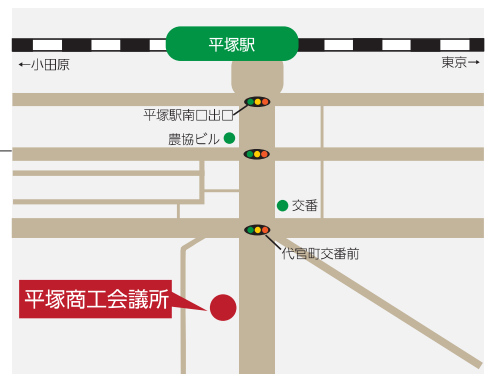 平塚駅
←小田原
東京→
平塚駅南口出口
農協ビル
交番
代官町交番前
平塚商工会議所